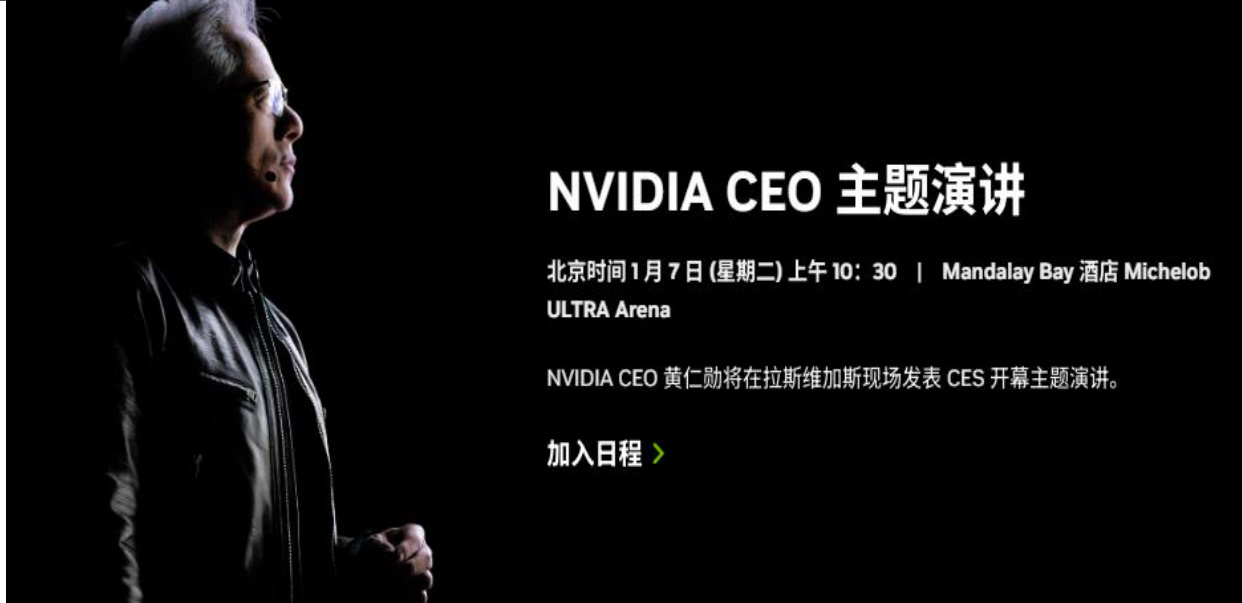 NVIDIA CEO 主题演讲
北京时间 1 月 7 日 (星期二) 上午 10：30 | Mandalay Bay 酒店 Michelob
ULTRA Arena
NVIDIA CEO 黄仁勋将在拉斯维加斯现场发表 CES 开幕主题演讲。
加入日程 >